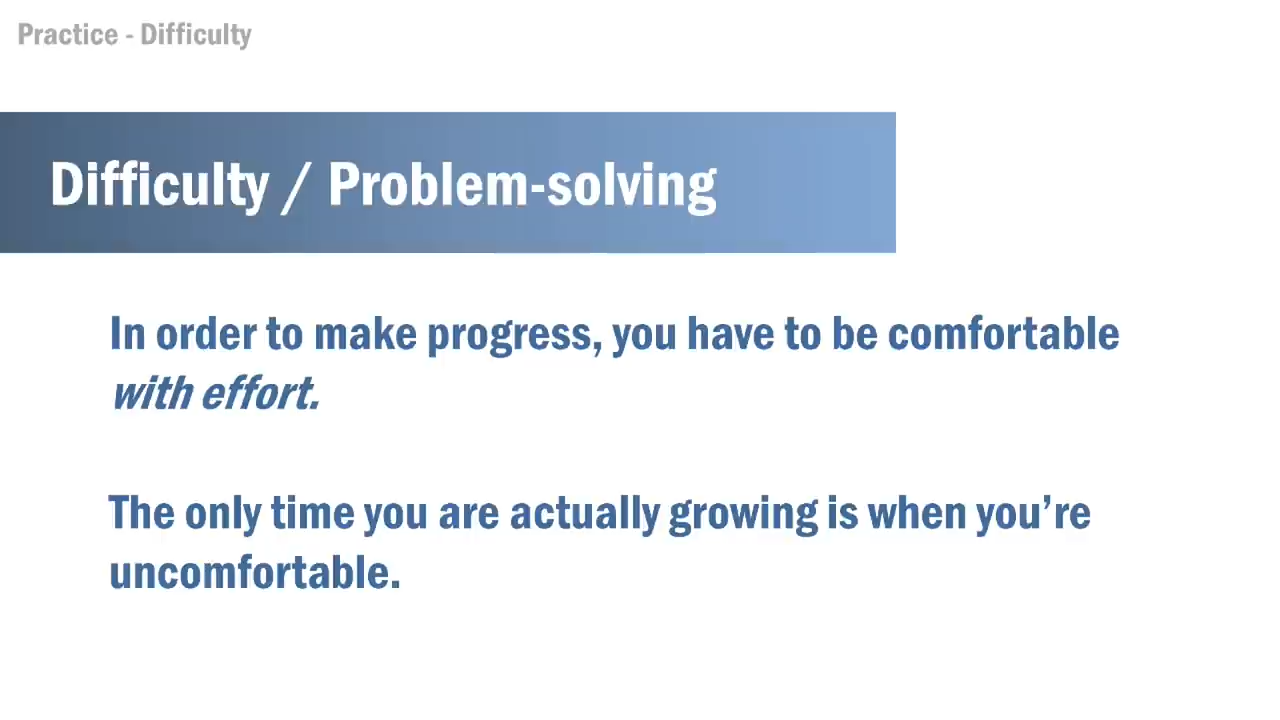 Practice - Difficulty
Difficulty / Problem-solving
In order to make progress, you have to be comfortable
with effort.
The only time you are actually growing is when you’re
uncomfortable.